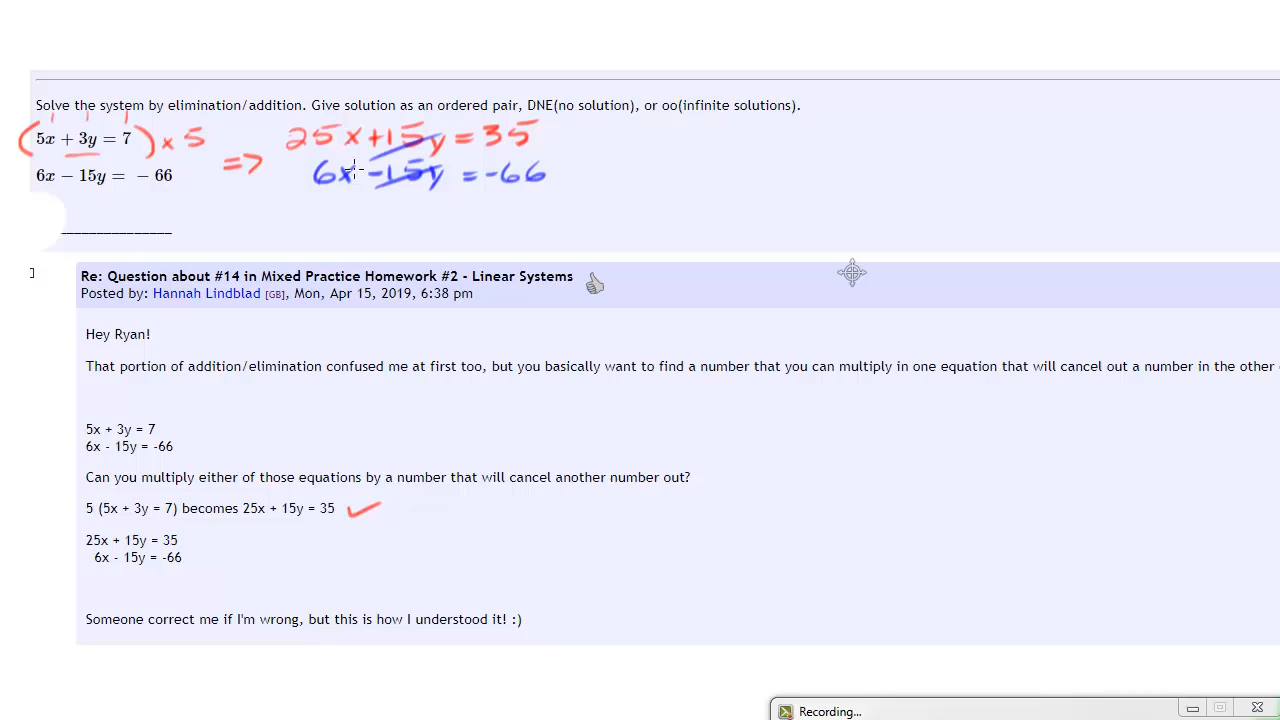 Solve the system by elimination/addition. Give solution as an ordered pair, DNE(no solution), or oo(infinite solutions).
(5x + 3y = 7) × 5 25x+15y = 35
=>
6x − 15y = − 66 6x -15y = -66
_______________
]
Re: Question about #14 in Mixed Practice Homework #2 - Linear Systems
Posted by: Hannah Lindblad [GB], Mon, Apr 15, 2019, 6:38 pm
Hey Ryan!
That portion of addition/elimination confused me at first too, but you basically want to find a number that you can multiply in one equation that will cancel out a number in the other
5x + 3y = 7
6x - 15y = -66
Can you multiply either of those equations by a number that will cancel another number out?
5 (5x + 3y = 7) becomes 25x + 15y = 35
25x + 15y = 35
6x - 15y = -66
Someone correct me if I'm wrong, but this is how I understood it! :)
Recording...